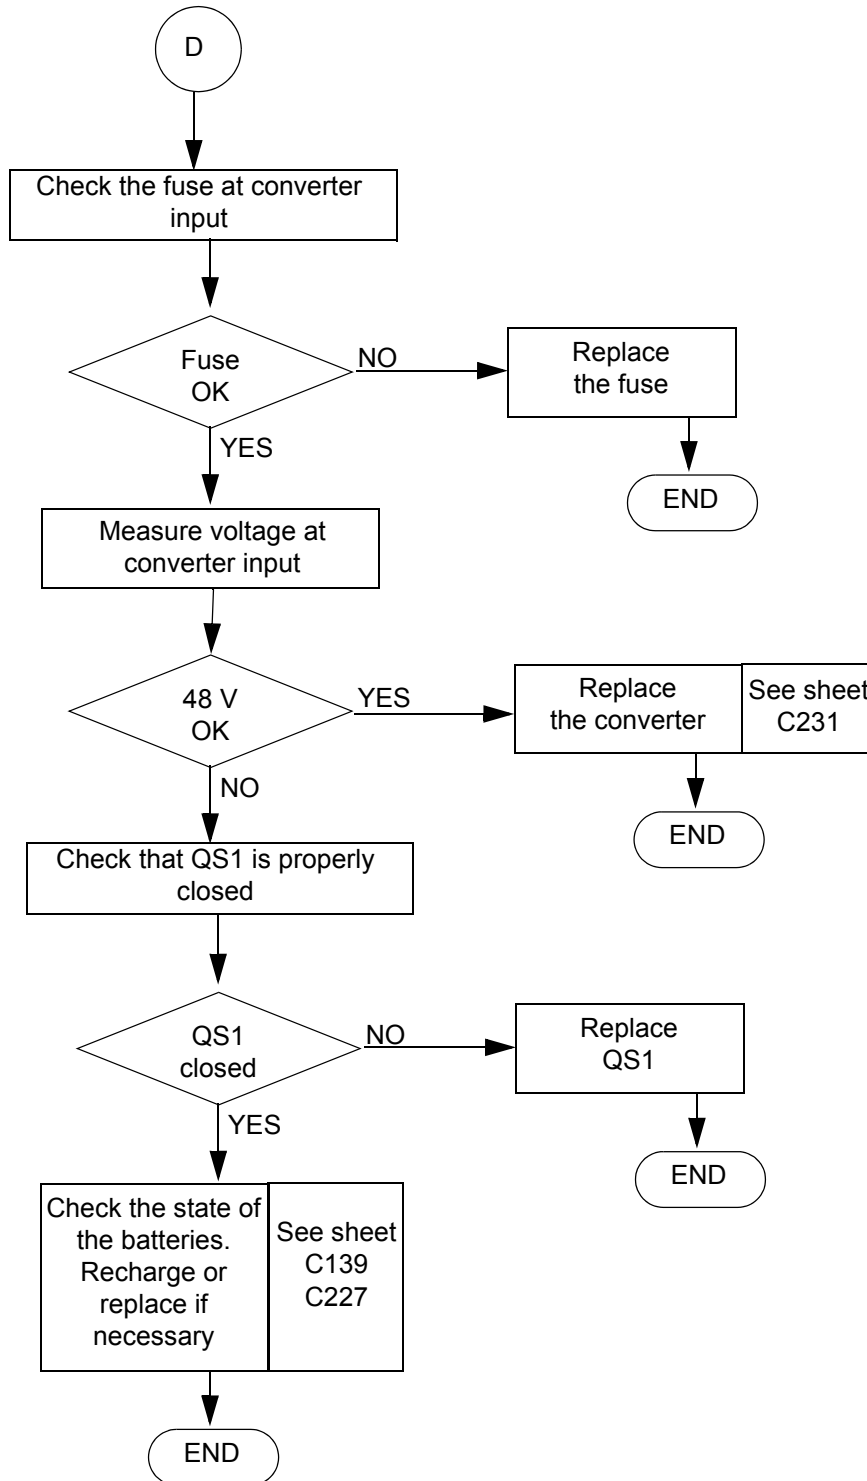 D
Check the fuse at converter
input
Fuse
OK
NO
Replace
the fuse
YES
END
Measure voltage at
converter input
48 V
OK
YES
Replace
the converter
See sheet
C231
NO
END
Check that QS1 is properly
closed
QS1
closed
NO
Replace
QS1
YES
END
Check the state of
the batteries.
Recharge or
replace if
necessary
See sheet
C139
C227
END